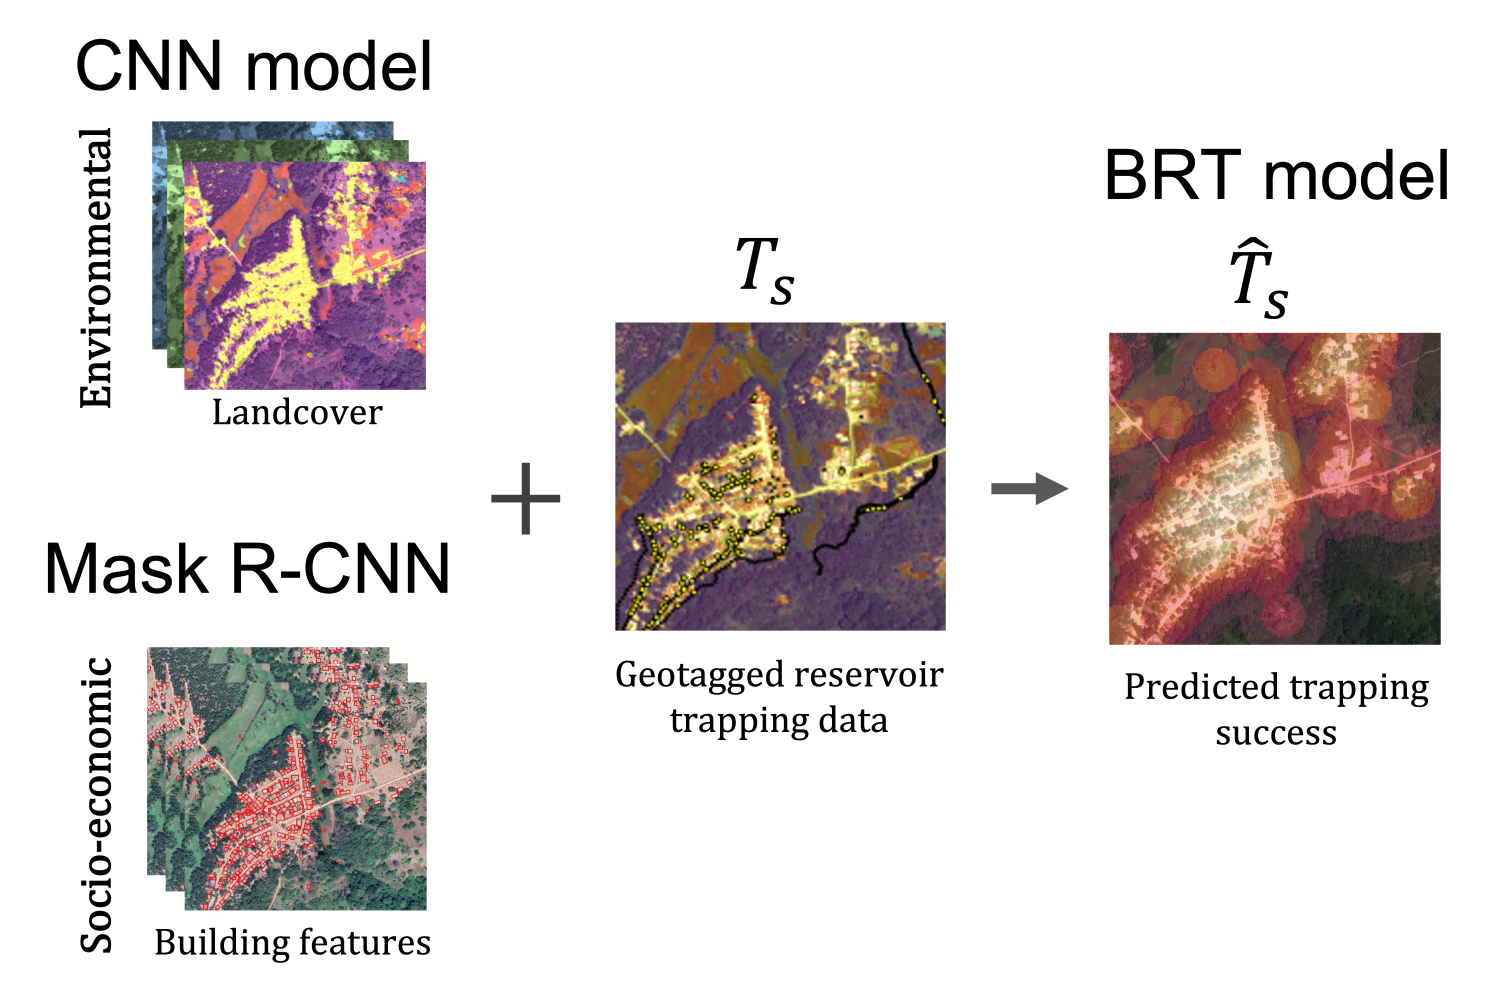 CNN model
Environmental
Landcover
Mask R-CNN
Socio-economic
Building features
+
T_s
Geotagged reservoir
trapping data
BRT model
T̂_s
Predicted trapping
success